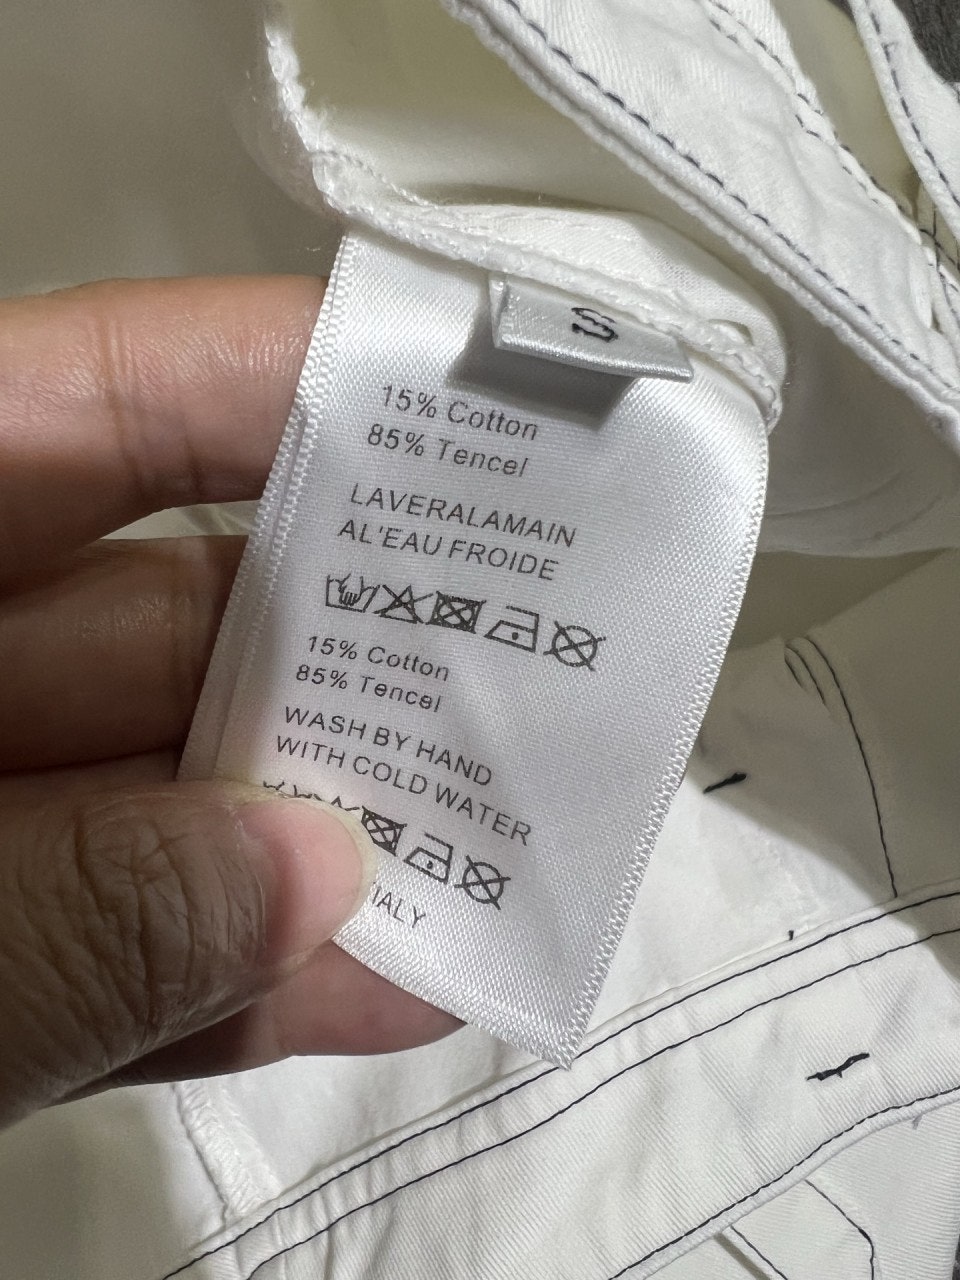 S
15% Cotton
85% Tencel
LAVERALAMAIN
AL'EAU FROIDE
15% Cotton
85% Tencel
WASH BY HAND
WITH COLD WATER